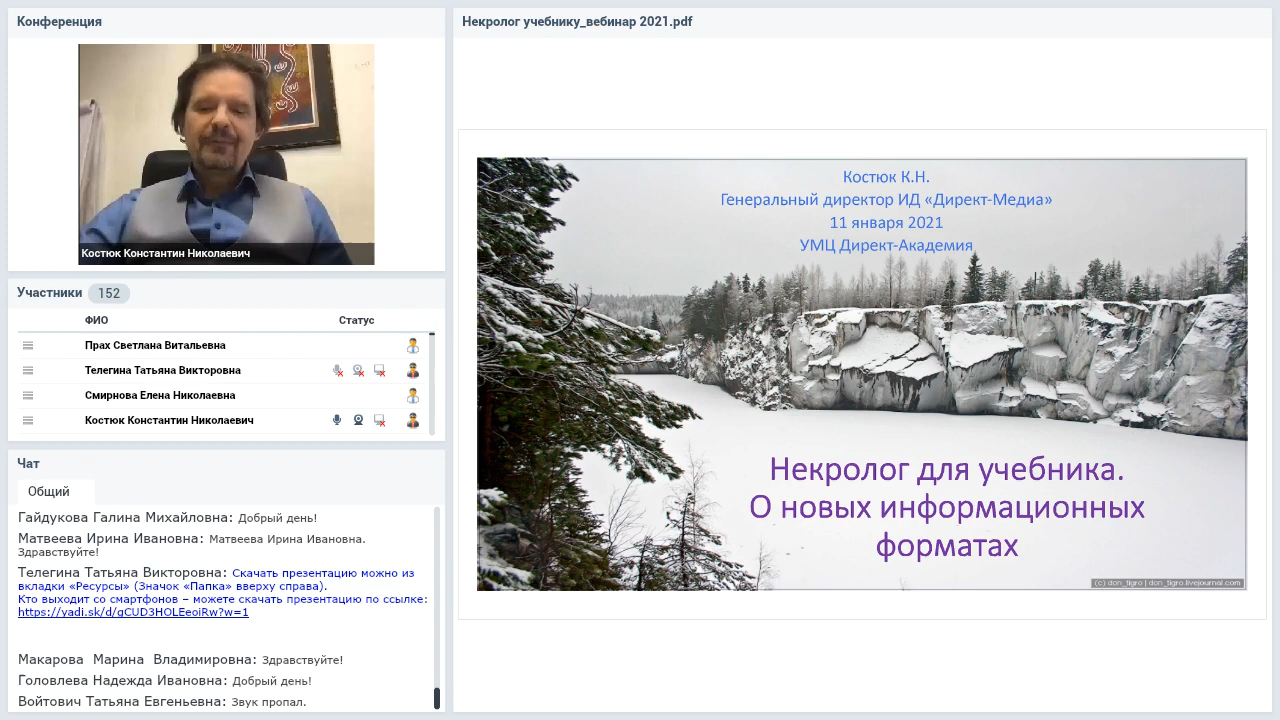 Конференция
Костюк Константин Николаевич
Участники 152
ФИО Статус
Прах Светлана Витальевна
Телегина Татьяна Викторовна
Смирнова Елена Николаевна
Костюк Константин Николаевич
Чат
Общий
Гайдукова Галина Михайловна: Добрый день!
Матвеева Ирина Ивановна: Матвеева Ирина Ивановна.
Здравствуйте!
Телегина Татьяна Викторовна: Скачать презентацию можно из
вкладки «Ресурсы» (Значок «Папка» вверху справа).
Кто выходит со смартфонов – можете скачать презентацию по ссылке:
https://yadi.sk/d/gCUD3HOLEeoiRw?w=1
Макарова Марина Владимировна: Здравствуйте!
Головлева Надежда Ивановна: Добрый день!
Войтович Татьяна Евгеньевна: Звук пропал.
Некролог учебнику_вебинар 2021.pdf
Костюк К.Н.
Генеральный директор ИД «Директ-Медиа»
11 января 2021
УМЦ Директ-Академия
Некролог для учебника.
О новых информационных
форматах
(c) don_tigro | don_tigro.livejournal.com